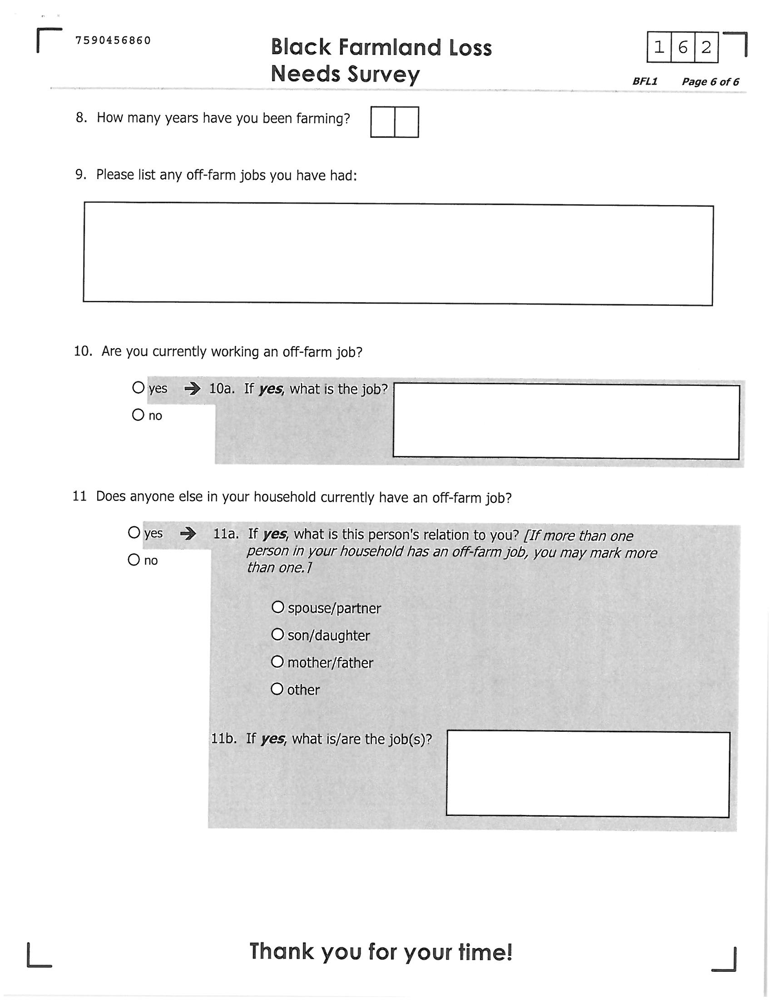 7590456860
Black Farmland Loss
Needs Survey
1 6 2
BFL1 Page 6 of 6
8. How many years have you been farming?
9. Please list any off-farm jobs you have had:
10. Are you currently working an off-farm job?
yes ➔ 10a. If yes, what is the job?
no
11 Does anyone else in your household currently have an off-farm job?
yes ➔ 11a. If yes, what is this person's relation to you? [If more than one
person in your household has an off-farm job, you may mark more
than one.]
no
spouse/partner
son/daughter
mother/father
other
11b. If yes, what is/are the job(s)?
Thank you for your time!